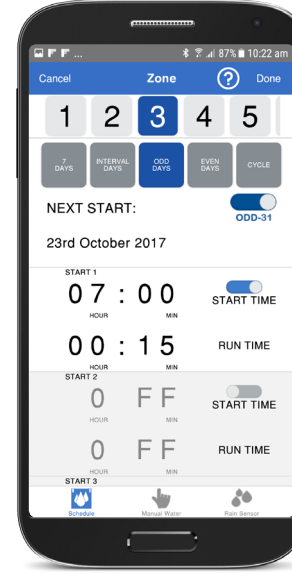 ... 87% 10:22 am
Cancel Zone ? Done
1 2 3 4 5
7 DAYS INTERVAL DAYS ODD DAYS EVEN DAYS CYCLE
NEXT START:
ODD-31
23rd October 2017
START 1
07 : 00 START TIME
HOUR MIN
00 : 15 RUN TIME
START 2
HOUR MIN
0 FF START TIME
HOUR MIN
0 FF RUN TIME
HOUR MIN
START 3
Schedule Manual Water Rain Sensor